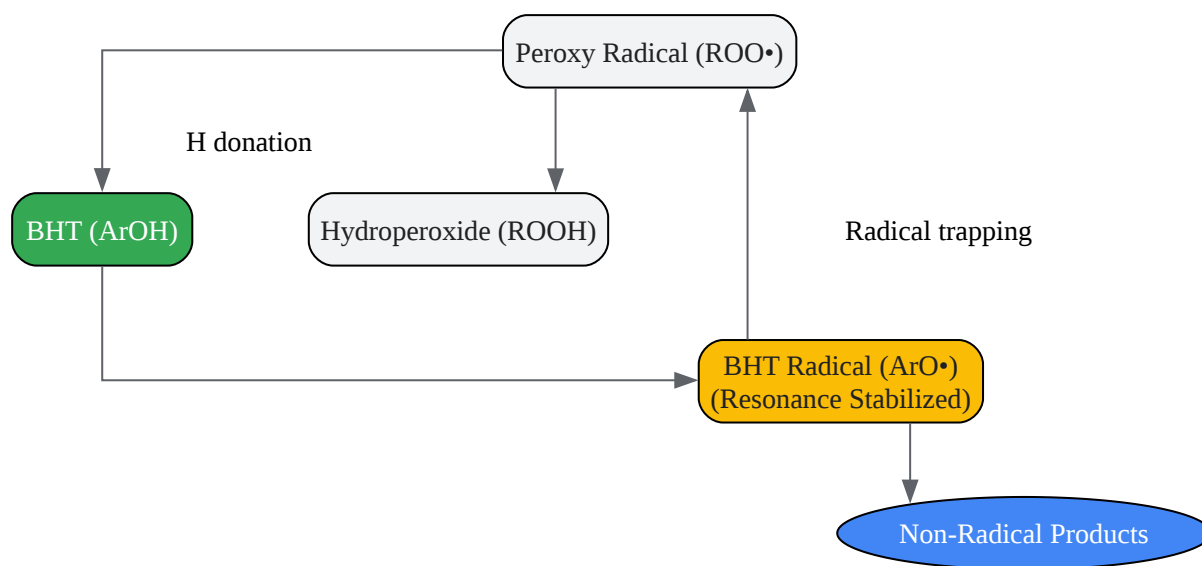 Peroxy Radical (ROO•)
H donation
BHT (ArOH)
Hydroperoxide (ROOH)
Radical trapping
BHT Radical (ArO•)
(Resonance Stabilized)
Non-Radical Products